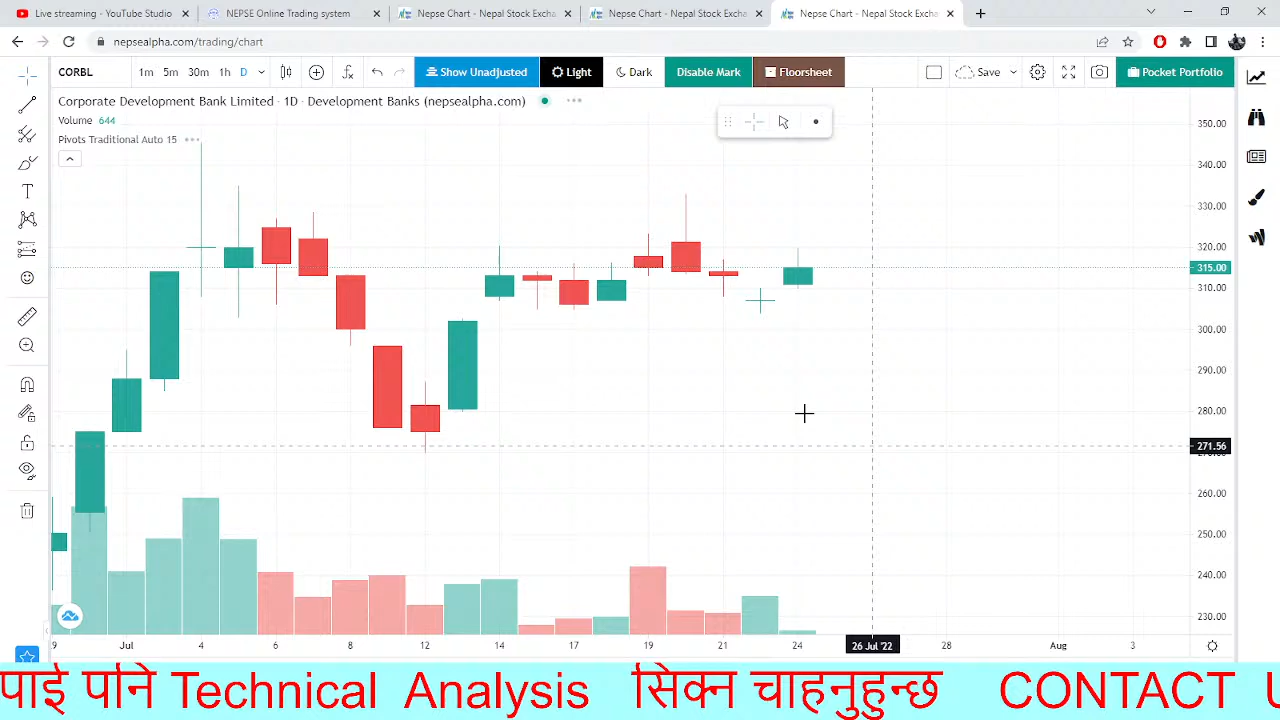 Live streaming - YouTube Studio
NEPSE Online Trading system
Nepse Chart - Nepal Stock Excha
Nepse Chart - Nepal Stock Excha
Nepse Chart - Nepal Stock Excha
nepsealpha.com/trading/chart
CORBL 1m 5m 30m 1h D Show Unadjusted Light Dark Disable Mark Floorsheet Save Pocket Portfolio
Corporate Development Bank Limited · 1D · Development Banks (nepsealpha.com)
Volume 644
Pivots Traditional Auto 15
350.00
340.00
330.00
320.00
315.00
310.00
300.00
290.00
280.00
271.56
260.00
250.00
240.00
230.00
9 Jul 4 6 8 12 14 17 19 21 24 26 Jul '22 28 Aug 3
पाई पनि Technical Analysis सिक्न चाहनुहुन्छ CONTACT U